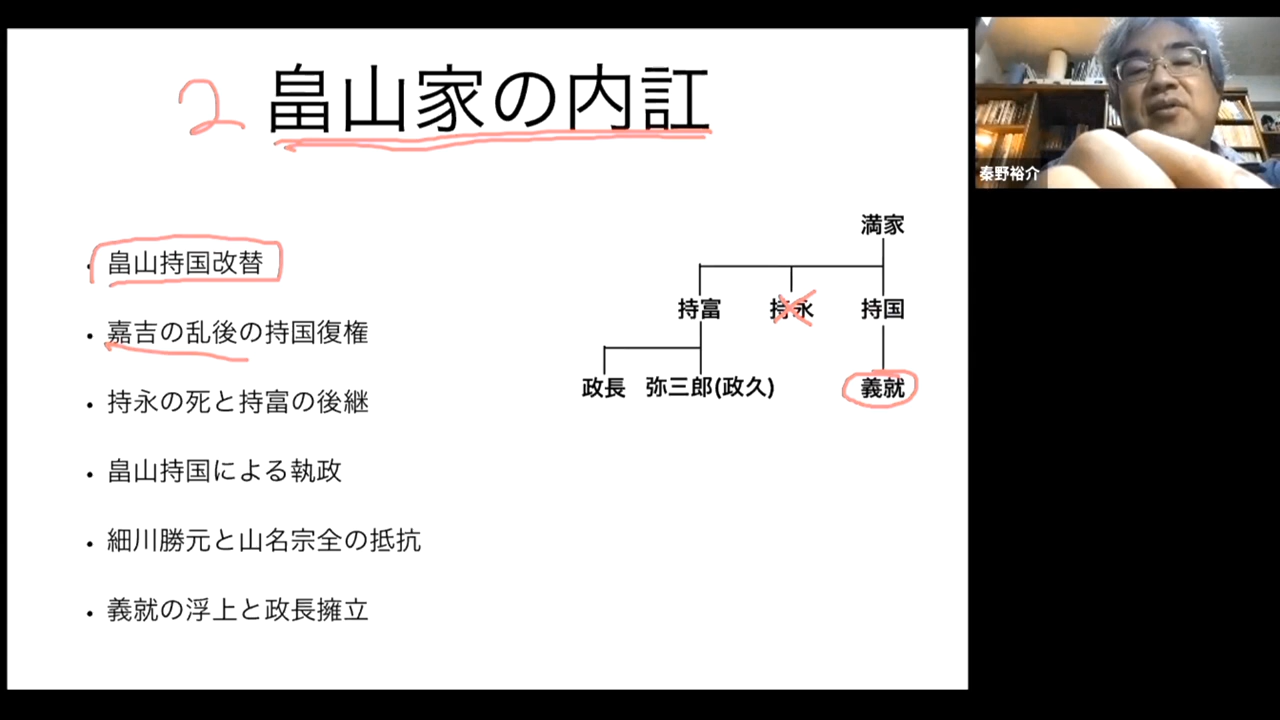 2 畠山家の内訌
秦野裕介
・畠山持国改替
・嘉吉の乱後の持国復権
・持永の死と持富の後継
・畠山持国による執政
・細川勝元と山名宗全の抵抗
・義就の浮上と政長擁立
満家
持富 持永 持国
政長 弥三郎(政久) 義就